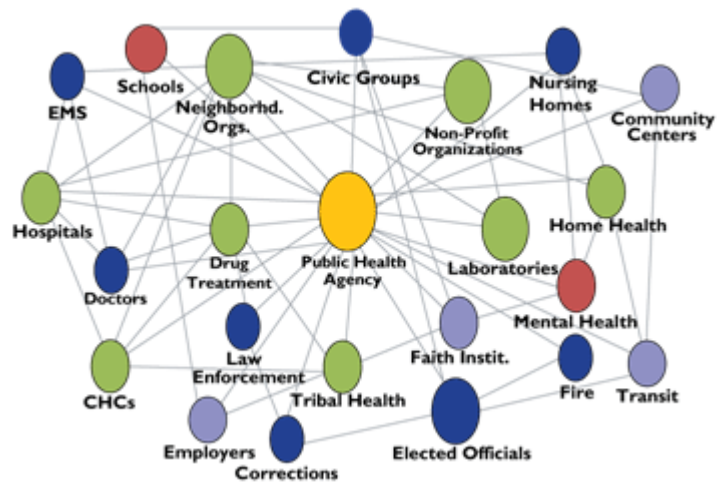 Schools
Civic Groups
EMS
Neighborhd.
Orgs.
Nursing
Homes
Non-Profit
Organizations
Community
Centers
Hospitals
Drug
Treatment
Public Health
Agency
Laboratories
Home Health
Doctors
Mental Health
Law
Enforcement
Faith Instit.
CHCs
Tribal Health
Fire
Transit
Employers
Corrections
Elected Officials